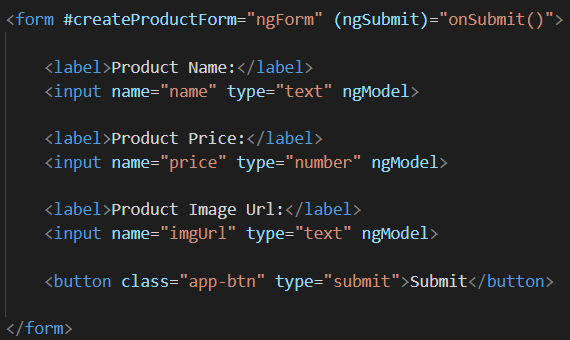 <form #createProductForm="ngForm" (ngSubmit)="onSubmit()">
<label>Product Name:</label>
<input name="name" type="text" ngModel>
<label>Product Price:</label>
<input name="price" type="number" ngModel>
<label>Product Image Url:</label>
<input name="imgUrl" type="text" ngModel>
<button class="app-btn" type="submit">Submit</button>
</form>